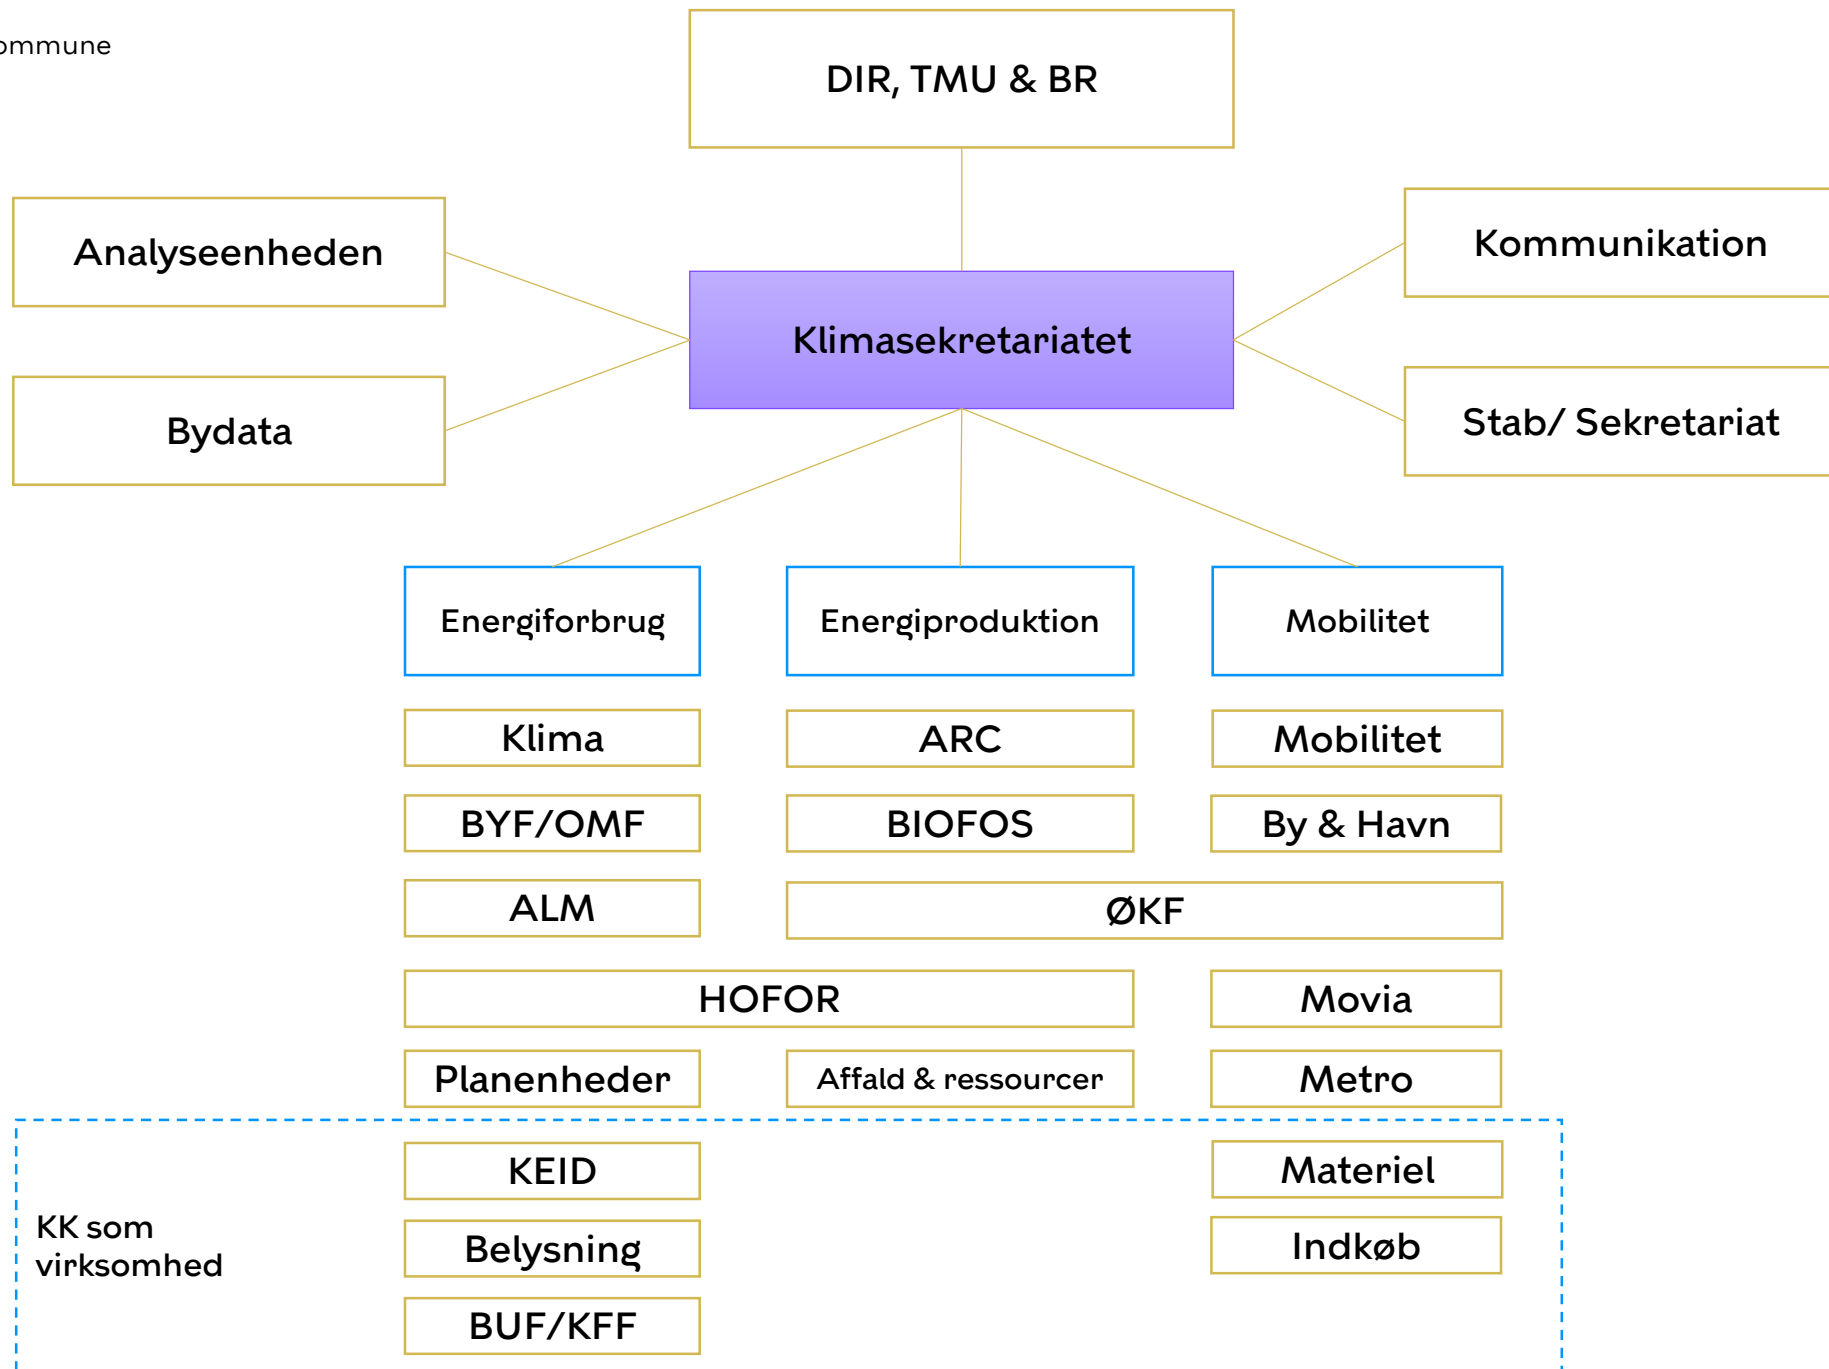 ommune
DIR, TMU & BR
Analyseenheden
Kommunikation
Klimasekretariatet
Bydata
Stab/ Sekretariat
Energiforbrug
Energiproduktion
Mobilitet
Klima
ARC
Mobilitet
BYF/OMF
BIOFOS
By & Havn
ALM
ØKF
HOFOR
Movia
Planenheder
Affald & ressourcer
Metro
KEID
Materiel
KK som
virksomhed
Belysning
Indkøb
BUF/KFF